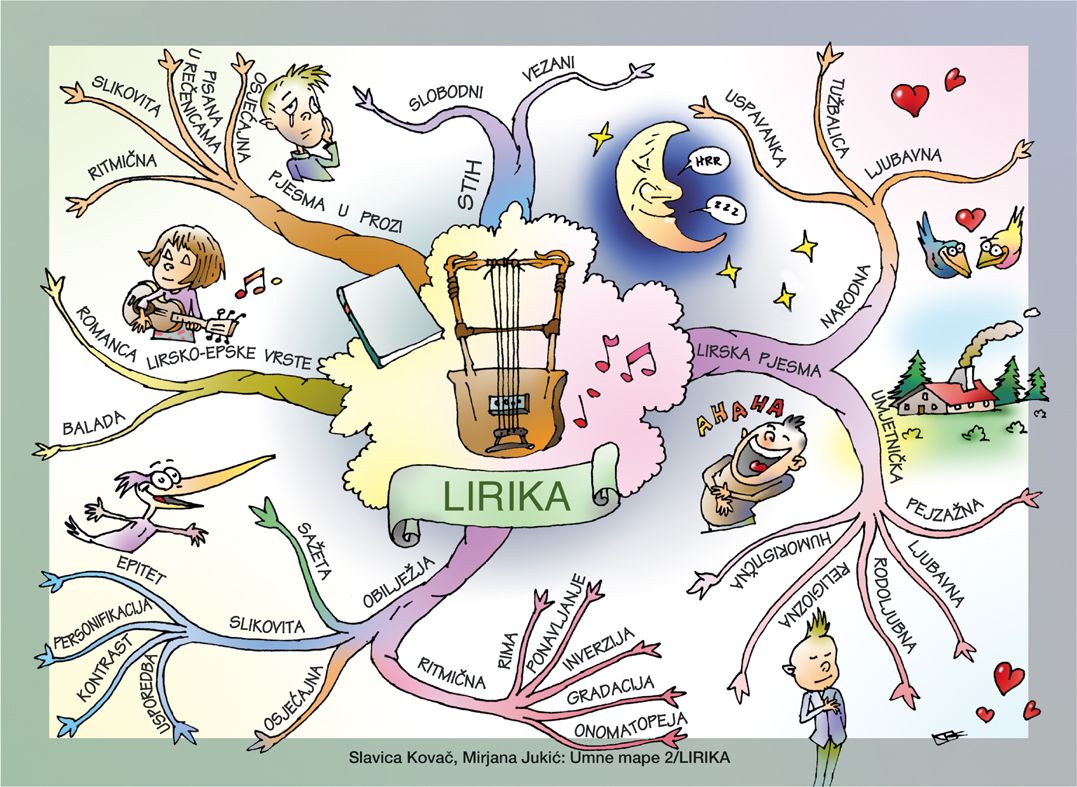 LIRIKA
STIH
SLOBODNI
VEZANI
PJESMA U PROZI
RITMIČNA
SLIKOVITA
PISANA
U REČENICAMA
OSJEĆAJNA
LIRSKO-EPSKE VRSTE
ROMANCA
BALADA
LIRSKA PJESMA
NARODNA
USPAVANKA
TUŽBALICA
LJUBAVNA
HRR
ZZZ
UMJETNIČKA
PEJZAŽNA
LJUBAVNA
RODOLJUBNA
RELIGIOZNA
HUMORISTIČNA
AHAHA
OBILJEŽJA
SAŽETA
SLIKOVITA
EPITET
PERSONIFIKACIJA
KONTRAST
USPOREDBA
OSJEĆAJNA
RITMIČNA
RIMA
PONAVLJANJE
INVERZIJA
GRADACIJA
ONOMATOPEJA
Slavica Kovač, Mirjana Jukić: Umne mape 2/LIRIKA